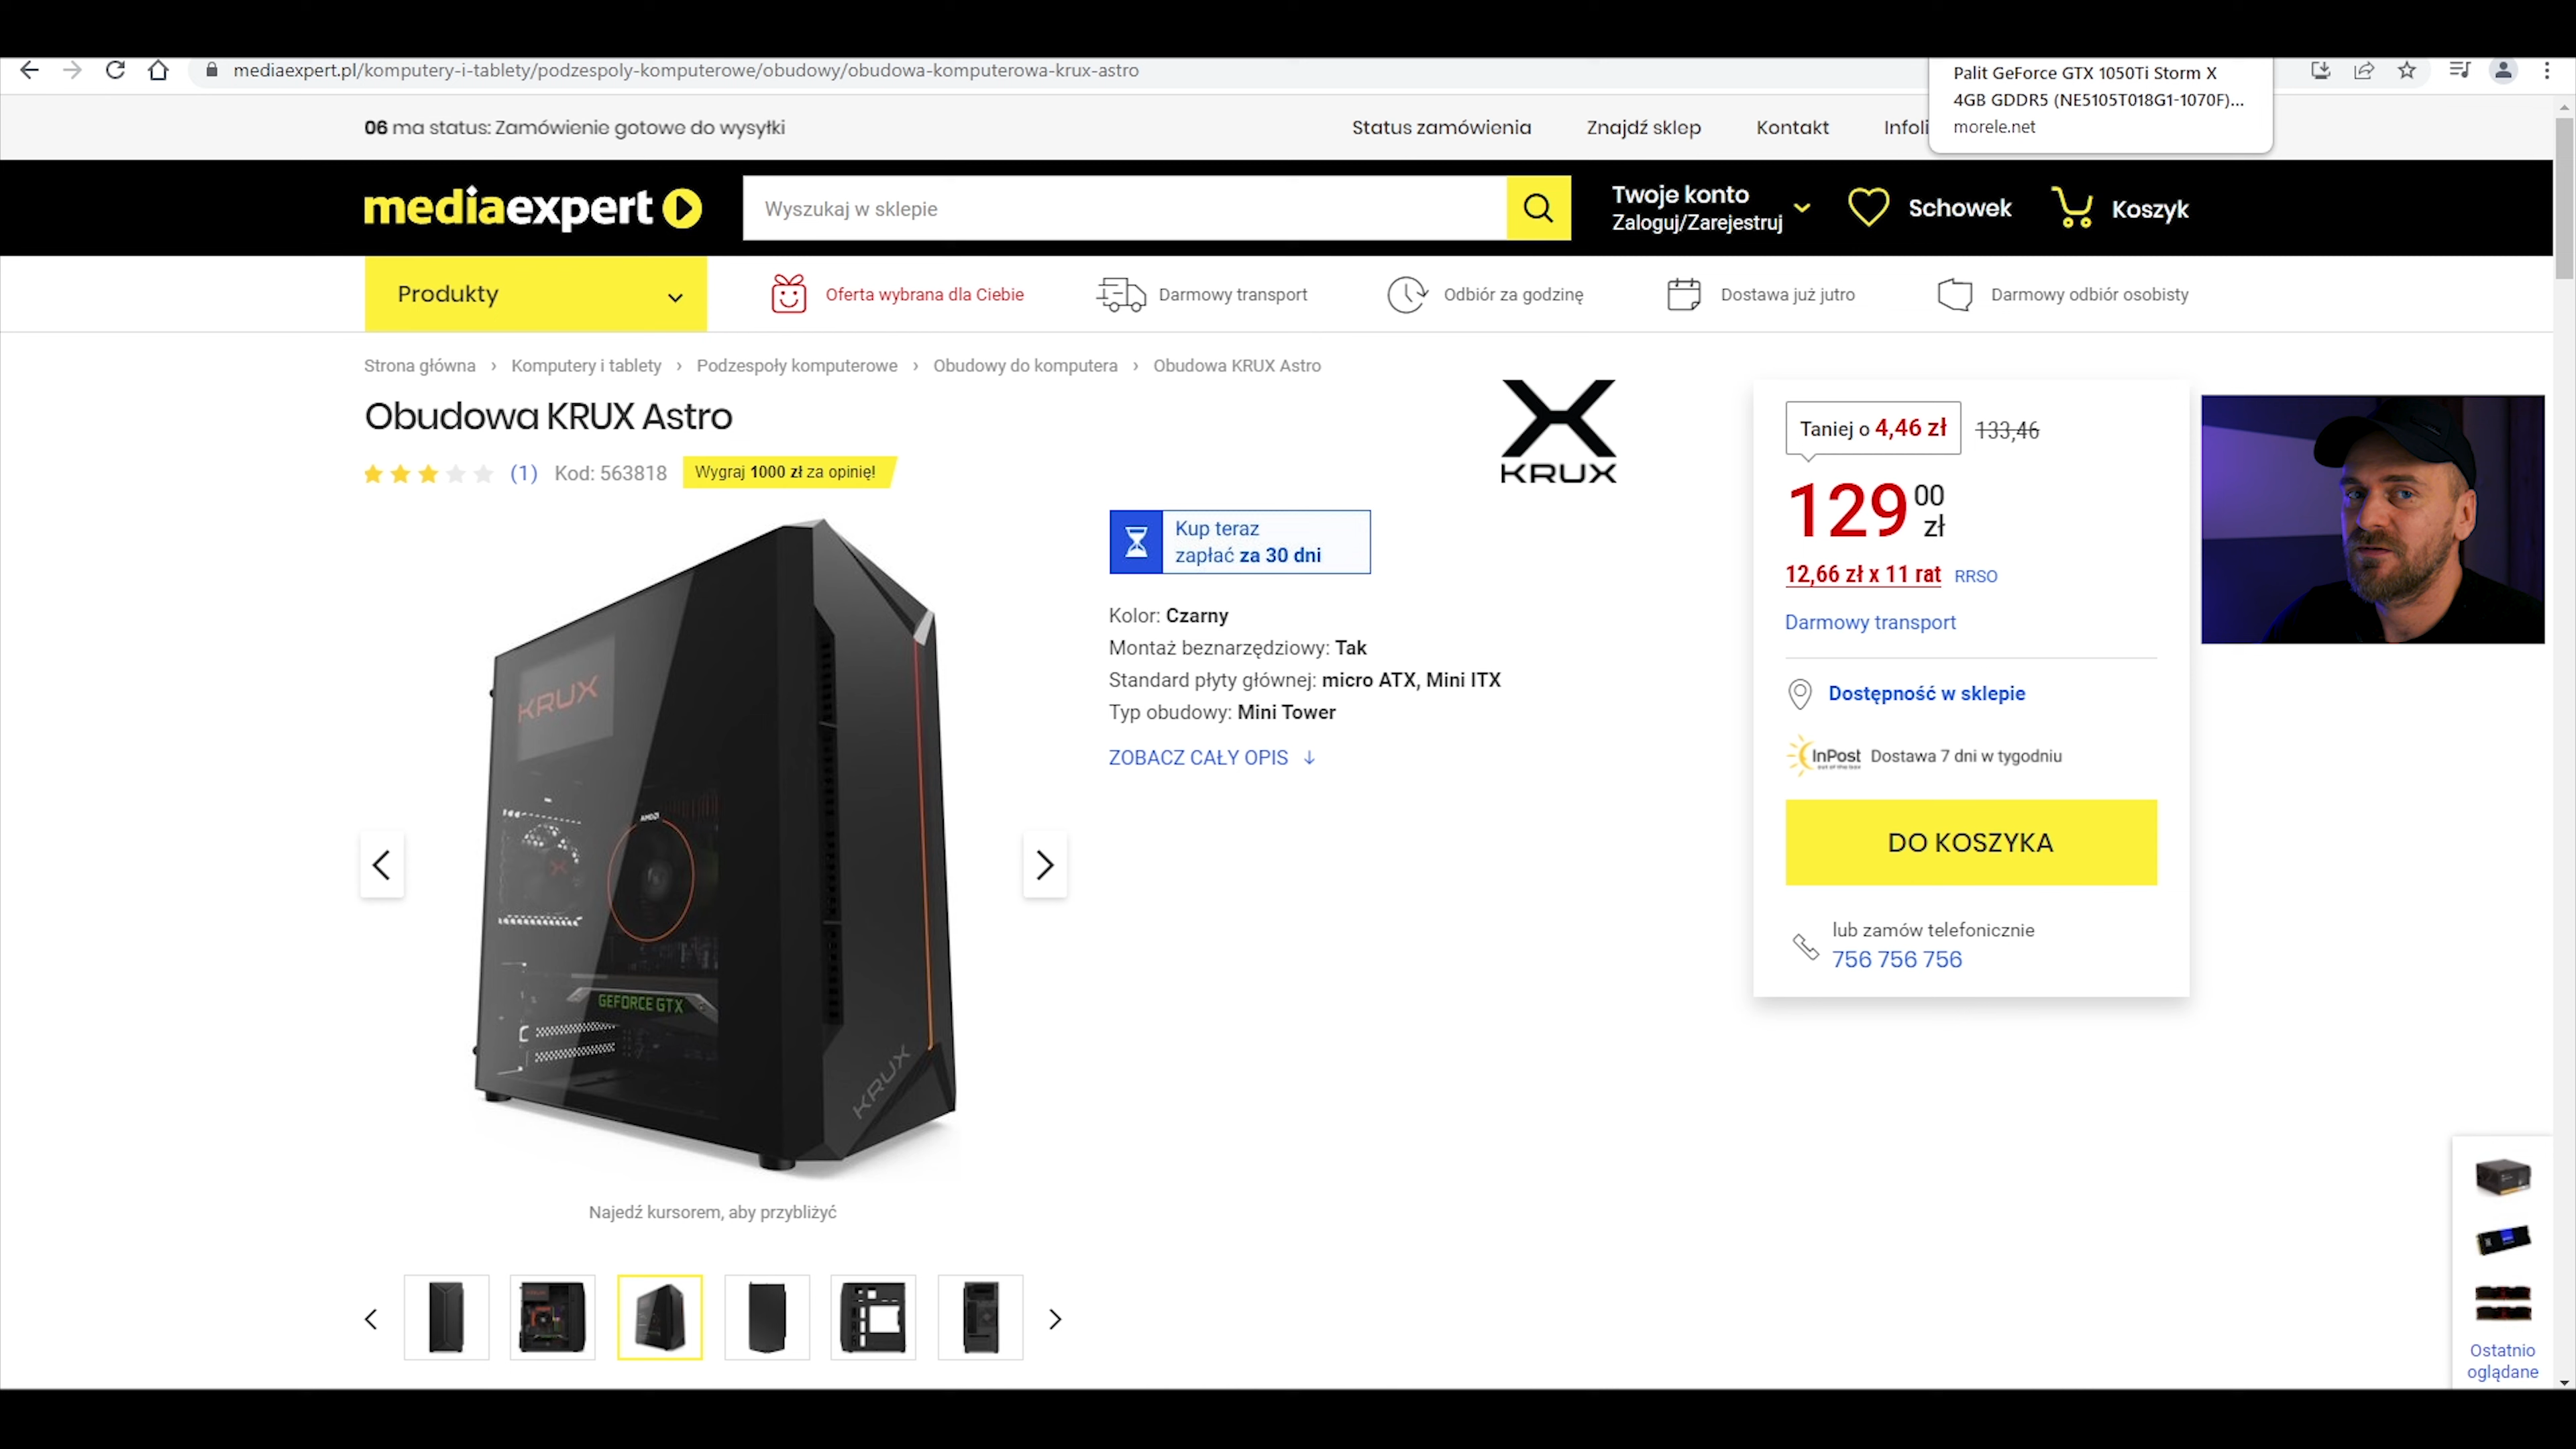 mediaexpert.pl/komputery-i-tablety/podzespoly-komputerowe/obudowy/obudowa-komputerowa-krux-astro
Palit GeForce GTX 1050Ti Storm X
4GB GDDR5 (NE5105T018G1-1070F)...
morele.net
06 ma status: Zamówienie gotowe do wysyłki
Status zamówienia
Znajdź sklep
Kontakt
Infoli
mediaexpert
Wyszukaj w sklepie
Twoje konto
Zaloguj/Zarejestruj
Schowek
Koszyk
Produkty
Oferta wybrana dla Ciebie
Darmowy transport
Odbiór za godzinę
Dostawa już jutro
Darmowy odbiór osobisty
Strona główna › Komputery i tablety › Podzespoły komputerowe › Obudowy do komputera › Obudowa KRUX Astro
Obudowa KRUX Astro
(1) Kod: 563818 Wygraj 1000 zł za opinię!
KRUX
Kup teraz
zapłać za 30 dni
Kolor: Czarny
Montaż beznarzędziowy: Tak
Standard płyty głównej: micro ATX, Mini ITX
Typ obudowy: Mini Tower
ZOBACZ CAŁY OPIS ↓
Taniej o 4,46 zł 133,46
129 00 zł
12,66 zł x 11 rat RRSO
Darmowy transport
Dostępność w sklepie
InPost Dostawa 7 dni w tygodniu
DO KOSZYKA
lub zamów telefonicznie
756 756 756
KRUX
AMD
GEFORCE GTX
KRUX
Najedź kursorem, aby przybliżyć
Ostatnio
oglądane